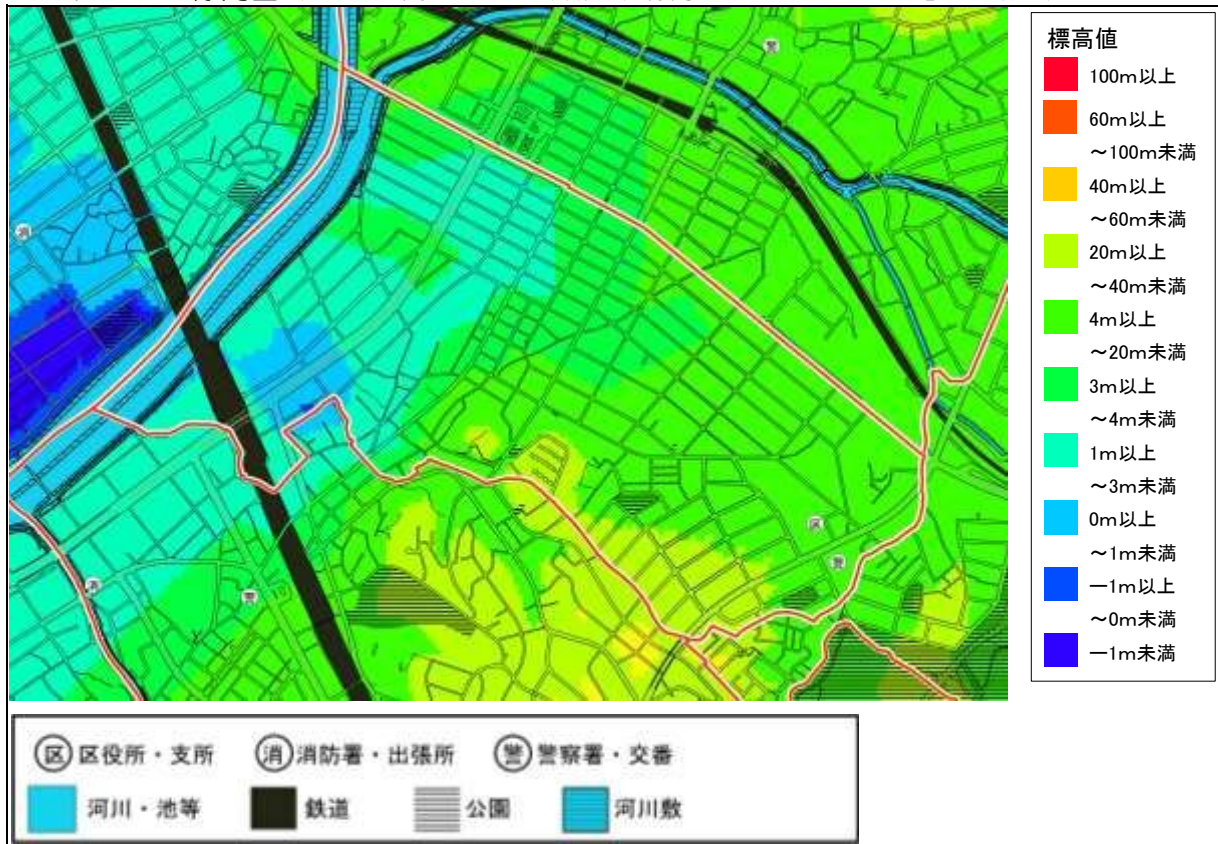 標高値
100m以上
60m以上
～100m未満
40m以上
～60m未満
20m以上
～40m未満
4m以上
～20m未満
3m以上
～4m未満
1m以上
～3m未満
0m以上
～1m未満
－1m以上
～0m未満
－1m未満
消
区
区 区役所・支所 消 消防署・出張所 警 警察署・交番
河川・池等 鉄道 公園 河川敷